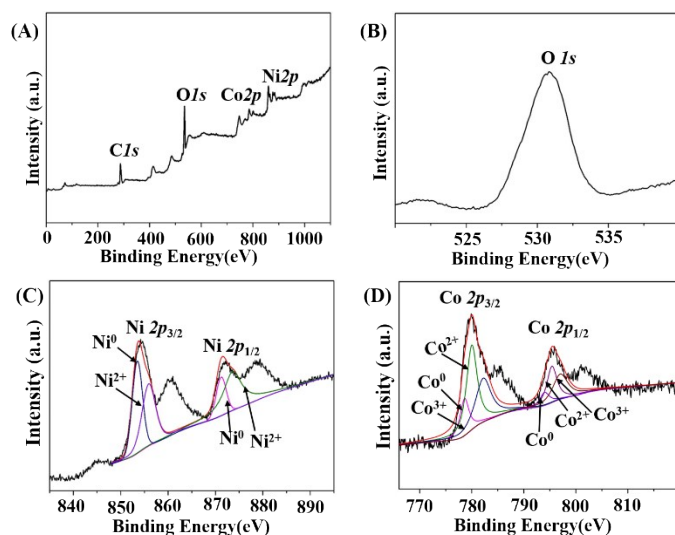 (A)
Intensity (a.u.)
C1s
O1s
Co2p
Ni2p
0 200 400 600 800 1000
Binding Energy(eV)
(B)
Intensity (a.u.)
O 1s
525 530 535
Binding Energy(eV)
(C)
Intensity (a.u.)
Ni 2p3/2
Ni⁰
Ni²⁺
Ni 2p1/2
Ni⁰
Ni²⁺
840 850 860 870 880 890
Binding Energy(eV)
(D)
Intensity (a.u.)
Co 2p3/2
Co²⁺
Co⁰
Co³⁺
Co 2p1/2
Co³⁺
Co²⁺
Co⁰
770 780 790 800 810
Binding Energy(eV)